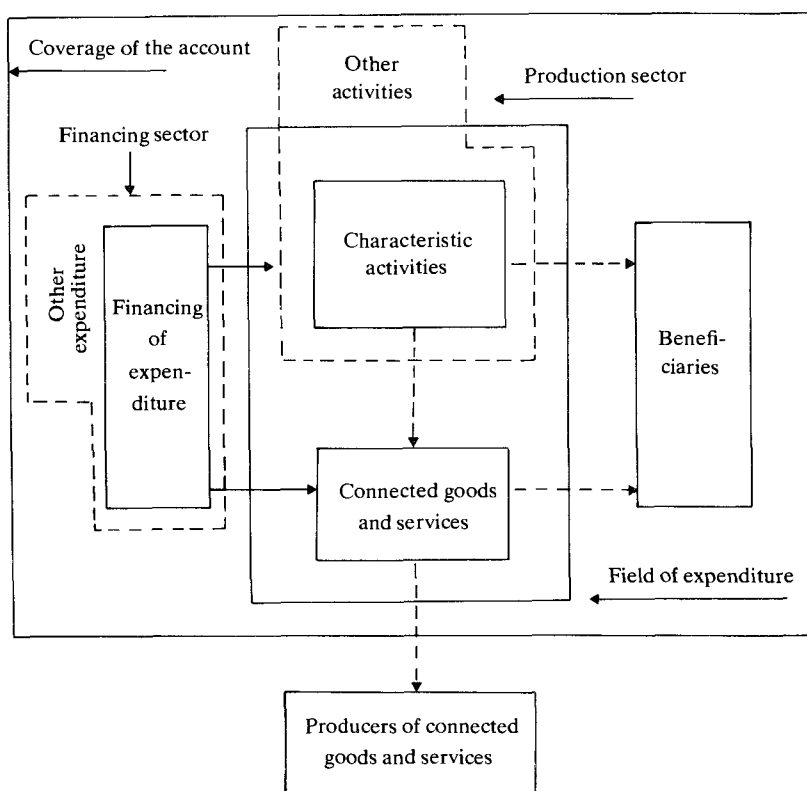 Coverage of the account
Other
activities
Production sector
Financing sector
Other
expenditure
Financing
of
expen-
diture
Characteristic
activities
Benefi-
ciaries
Connected goods
and services
Field of expenditure
Producers of connected
goods and services